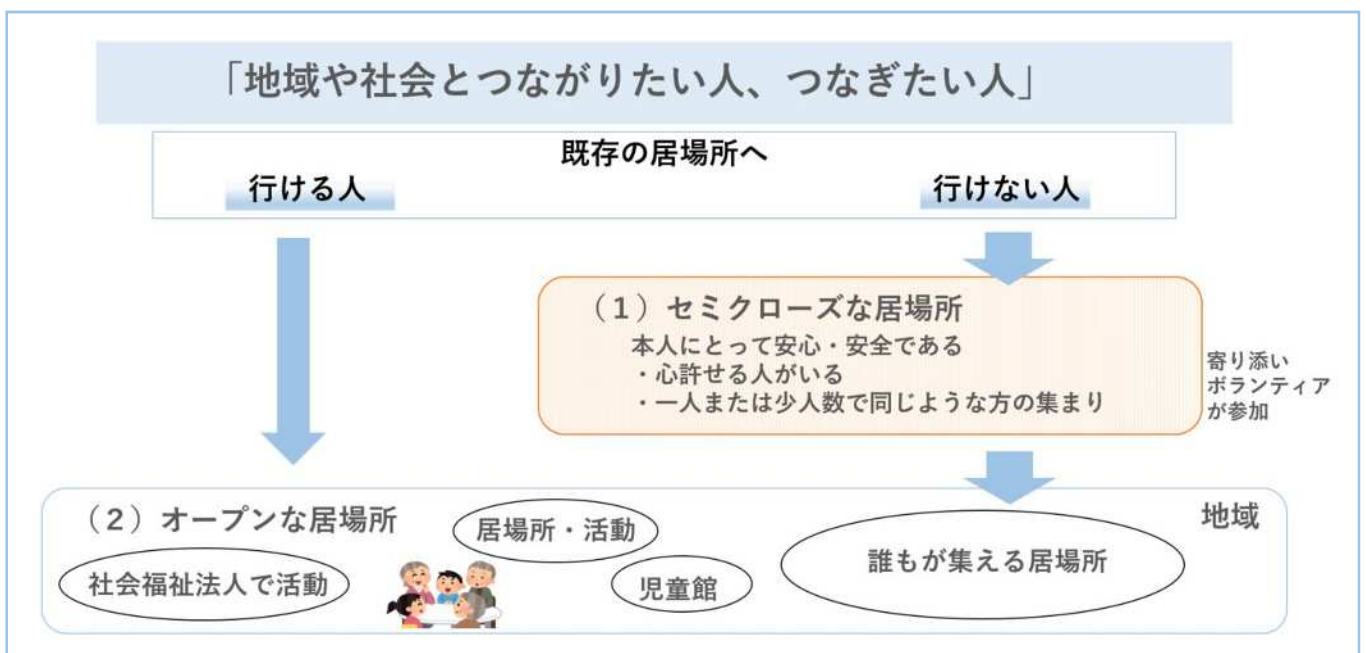 「地域や社会とつながりたい人、つなぎたい人」
既存の居場所へ
行ける人
行けない人
（１）セミクローズな居場所
本人にとって安心・安全である
・心許せる人がいる
・一人または少人数で同じような方の集まり
寄り添い
ボランティア
が参加
（２）オープンな居場所
地域
居場所・活動
社会福祉法人で活動
児童館
誰もが集える居場所